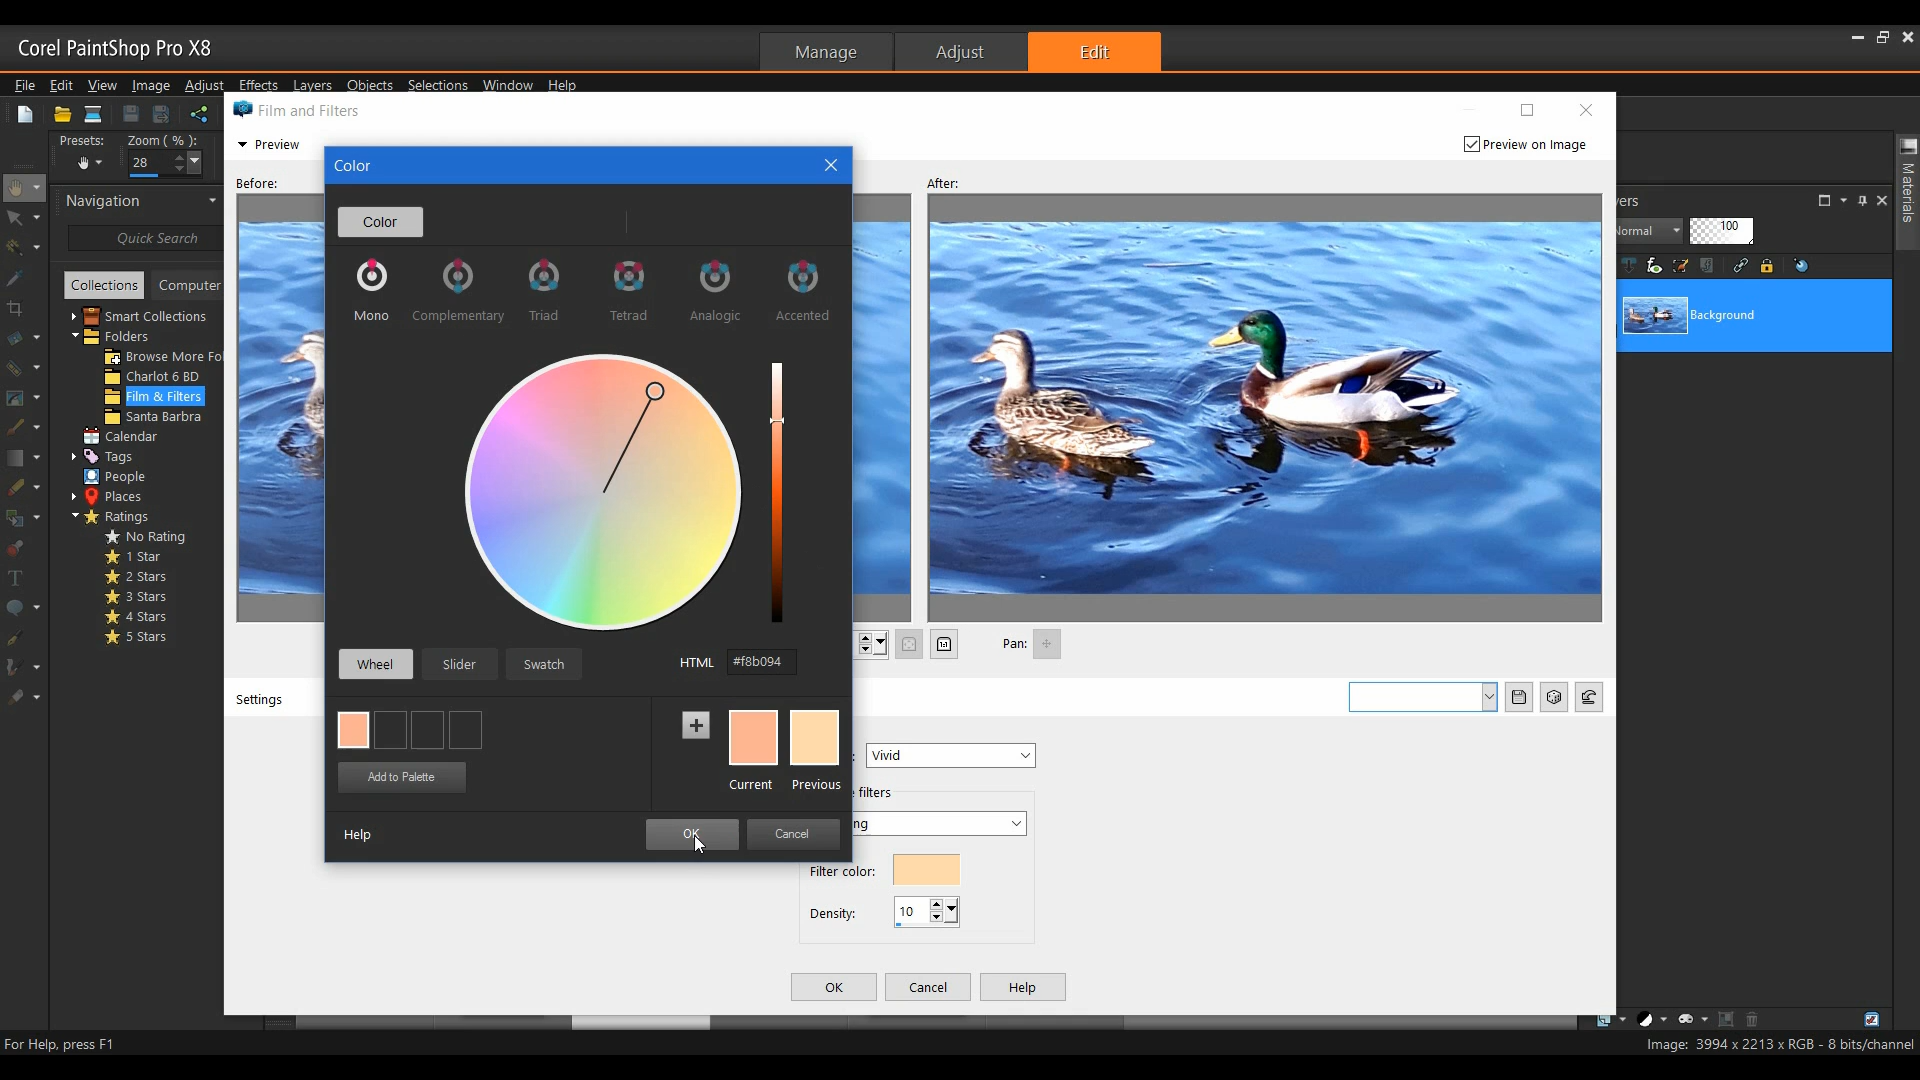 Corel PaintShop Pro X8
Manage
Adjust
Edit
File Edit View Image Adjust Effects Layers Objects Selections Window Help
Film and Filters
Presets:
Zoom ( % ):
28
Preview
Preview on Image
Navigation
Quick Search
Collections
Computer
Smart Collections
Folders
Browse More Fo
Charlot 6 BD
Film & Filters
Santa Barbra
Calendar
Tags
People
Places
Ratings
No Rating
1 Star
2 Stars
3 Stars
4 Stars
5 Stars
Before:
After:
Color
Color
Mono
Complementary
Triad
Tetrad
Analogic
Accented
Wheel
Slider
Swatch
HTML
#f8b094
Add to Palette
Current
Previous
Help
OK
Cancel
Pan:
Settings
Vivid
filters
ng
Filter color:
Density:
10
OK
Cancel
Help
ers
Normal
100
Background
Materials
For Help, press F1
Image: 3994 x 2213 x RGB - 8 bits/channel